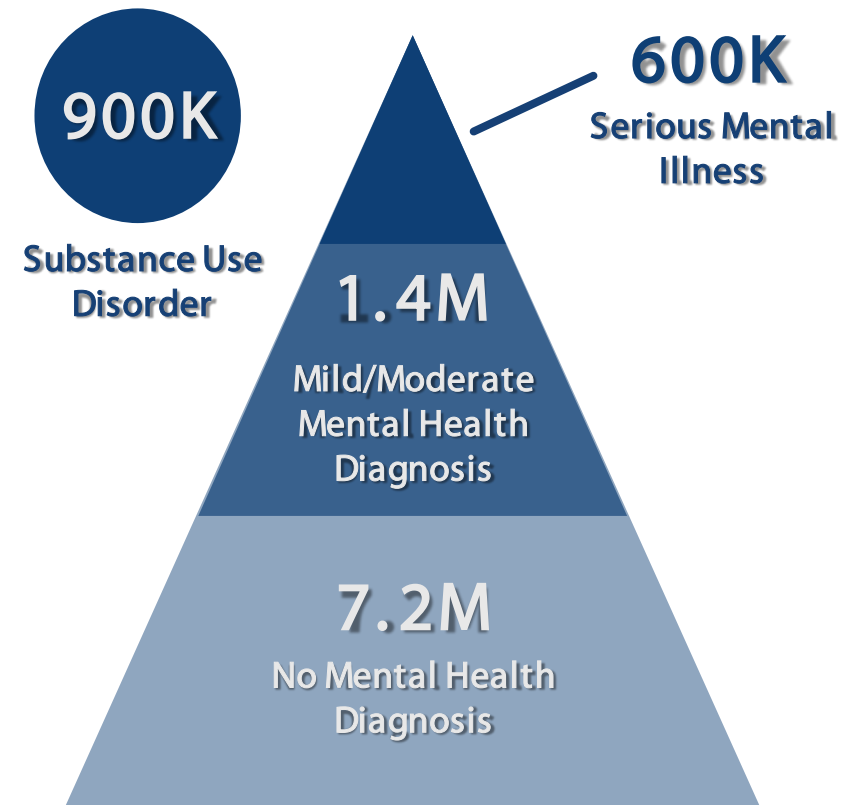 900K
Substance Use
Disorder
600K
Serious Mental
Illness
1.4M
Mild/Moderate
Mental Health
Diagnosis
7.2M
No Mental Health
Diagnosis